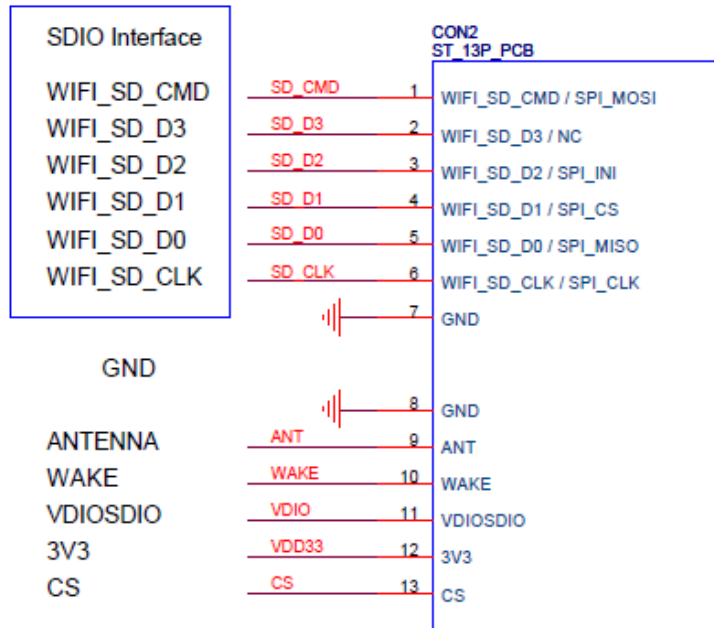 SDIO Interface
CON2
ST_13P_PCB
WIFI_SD_CMD SD_CMD 1 WIFI_SD_CMD / SPI_MOSI
WIFI_SD_D3 SD_D3 2 WIFI_SD_D3 / NC
WIFI_SD_D2 SD_D2 3 WIFI_SD_D2 / SPI_INI
WIFI_SD_D1 SD_D1 4 WIFI_SD_D1 / SPI_CS
WIFI_SD_D0 SD_D0 5 WIFI_SD_D0 / SPI_MISO
WIFI_SD_CLK SD_CLK 6 WIFI_SD_CLK / SPI_CLK
7 GND
GND
8 GND
ANTENNA ANT 9 ANT
WAKE WAKE 10 WAKE
VDIOSDIO VDIO 11 VDIOSDIO
3V3 VDD33 12 3V3
CS CS 13 CS